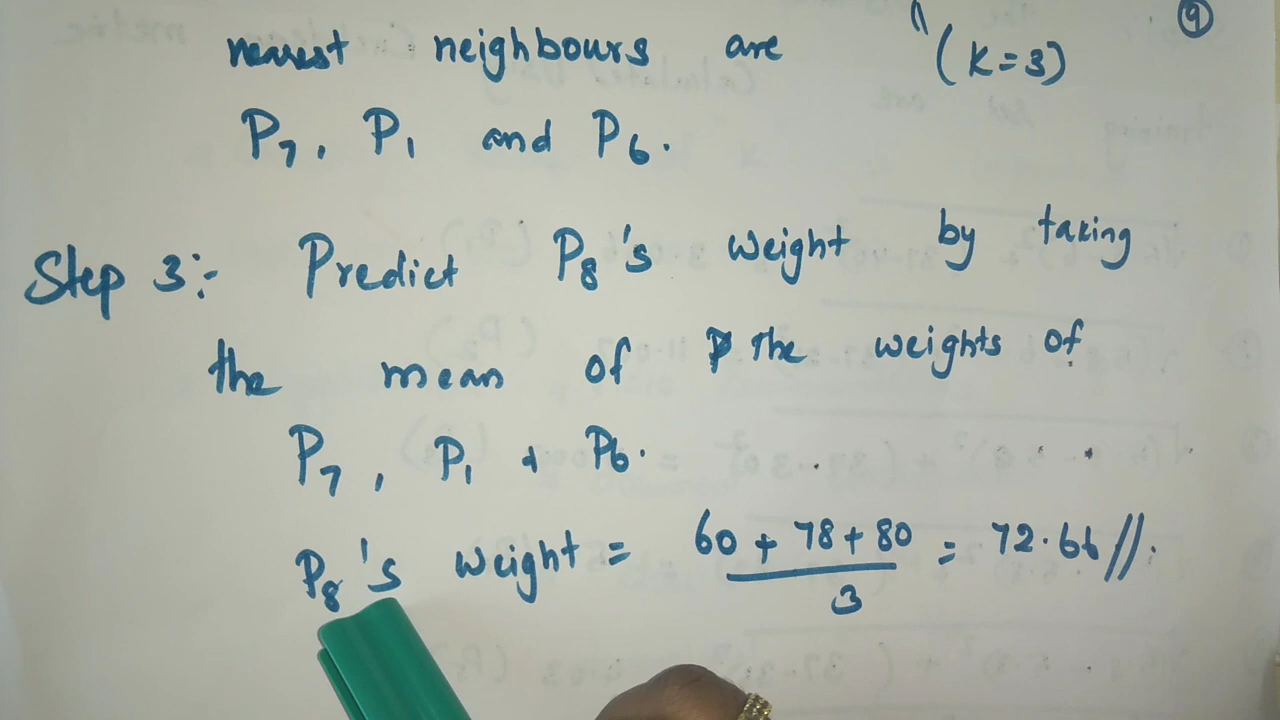 ⑨
nearest neighbours are (K=3)
P₇, P₁ and P₆.
Step 3:- Predict P₈'s weight by taking
the mean of the weights of
P₇, P₁ + P₆.
P₈'s weight = (60 + 78 + 80)/3 = 72.66 //.